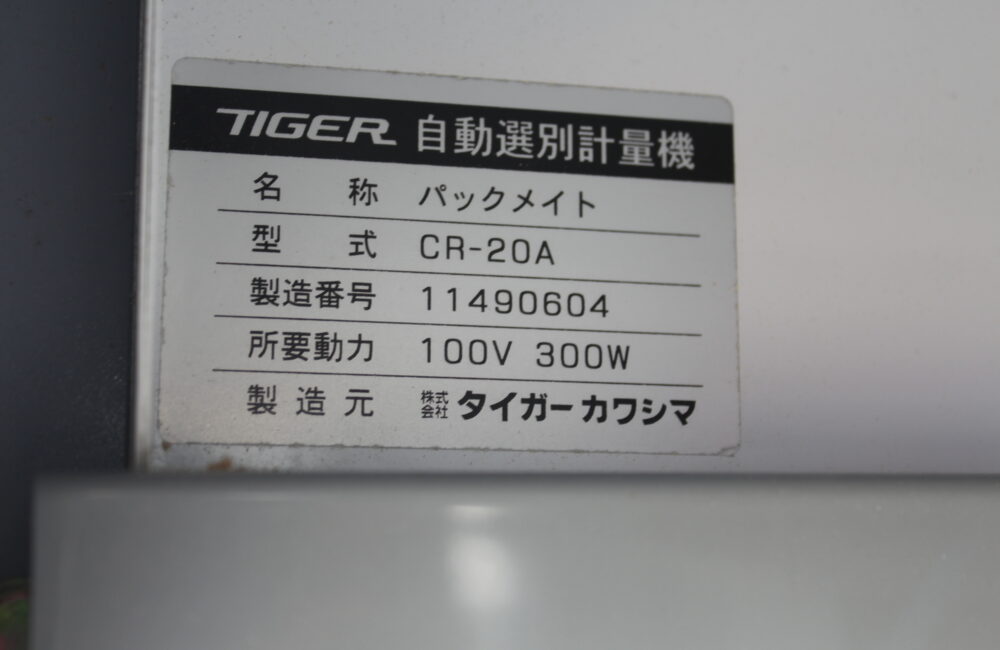 TIGER 自動選別計量機
名称 パックメイト
型式 CR-20A
製造番号 11490604
所要動力 100V 300W
製造元 株式会社 タイガーカワシマ